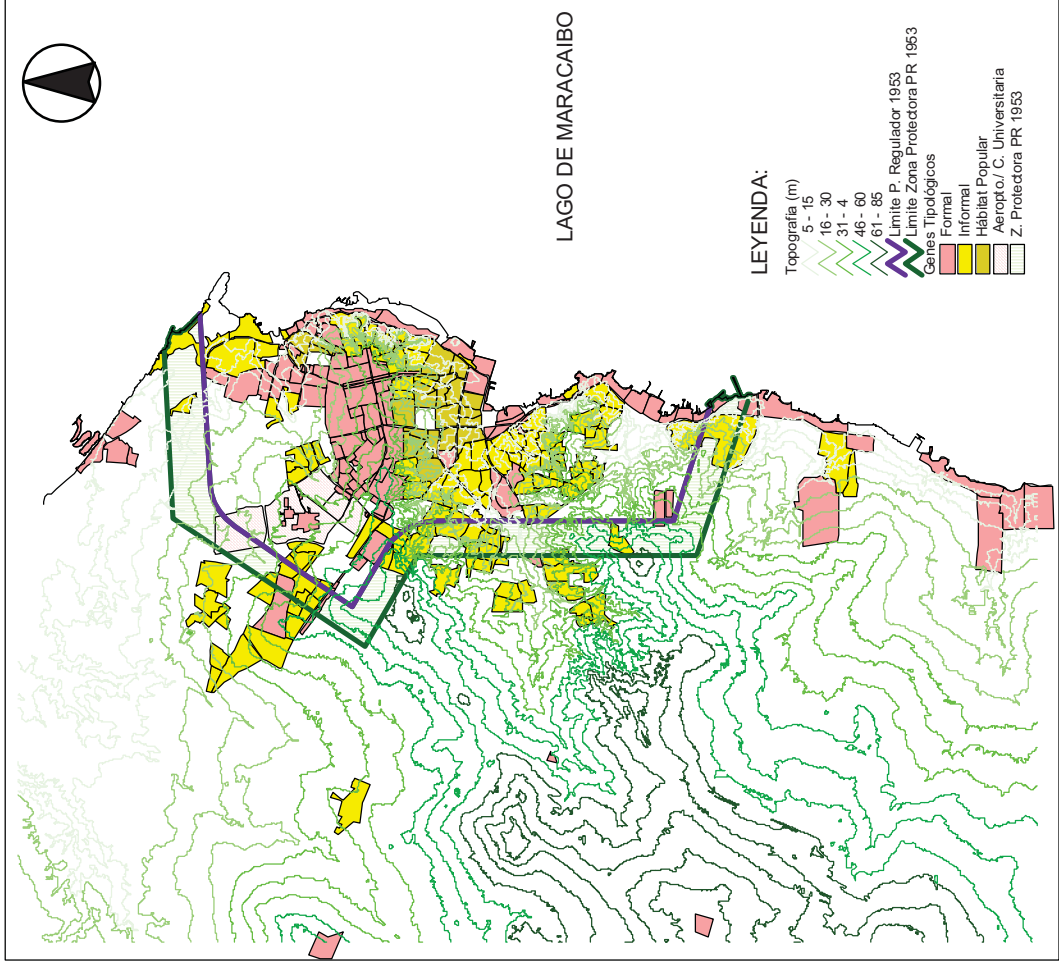 LAGO DE MARACAIBO
LEYENDA:
Topografía (m)
5 - 15
16 - 30
31 - 4
46 - 60
61 - 85
Limite P. Regulador 1953
Limite Zona Protectora PR 1953
Genes Tipológicos
Formal
Informal
Hábitat Popular
Aeropto./ C. Universitaria
Z. Protectora PR 1953